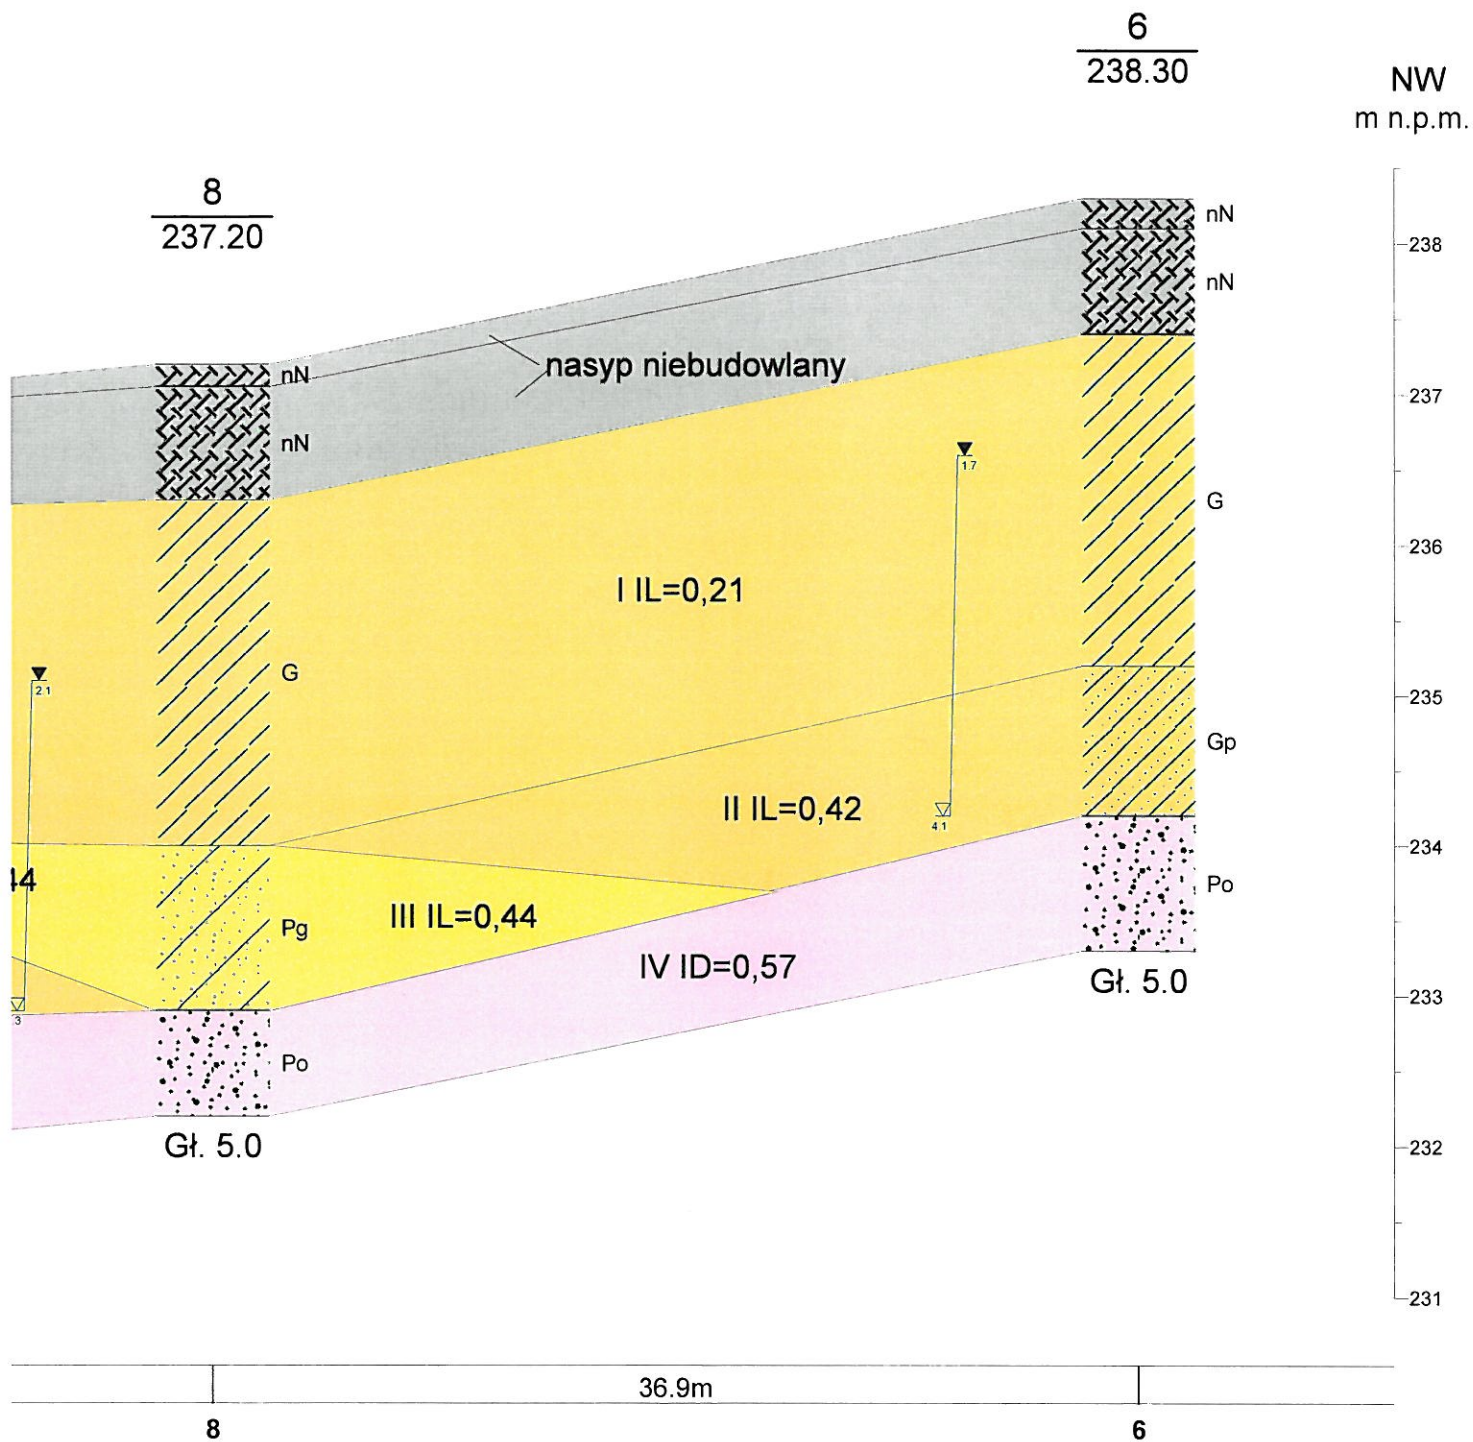 6
238.30
NW
m n.p.m.
8
237.20
nN
nN
238
nasyp niebudowlany
nN
nN
237
1.7
G
236
I IL=0,21
G
2.1
235
Gp
II IL=0,42
4.1
234
44
Po
III IL=0,44
Pg
IV ID=0,57
Gł. 5.0
233
3
Po
Gł. 5.0
232
231
36.9m
8
6